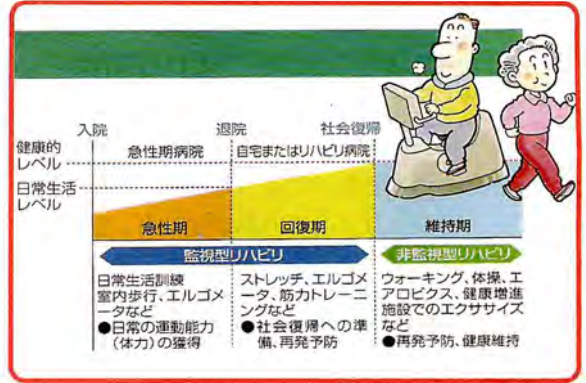 入院
退院
社会復帰
健康的
レベル
急性期病院
自宅またはリハビリ病院
日常生活
レベル
急性期
回復期
維持期
監視型リハビリ
非監視型リハビリ
日常生活訓練
室内歩行、エルゴメ
ータなど
●日常の運動能力
(体力)の獲得
ストレッチ、エルゴメ
ータ、筋力トレーニ
ングなど
●社会復帰への準
備、再発予防
ウォーキング、体操、エ
アロビクス、健康増進
施設でのエクササイズ
など
●再発予防、健康維持